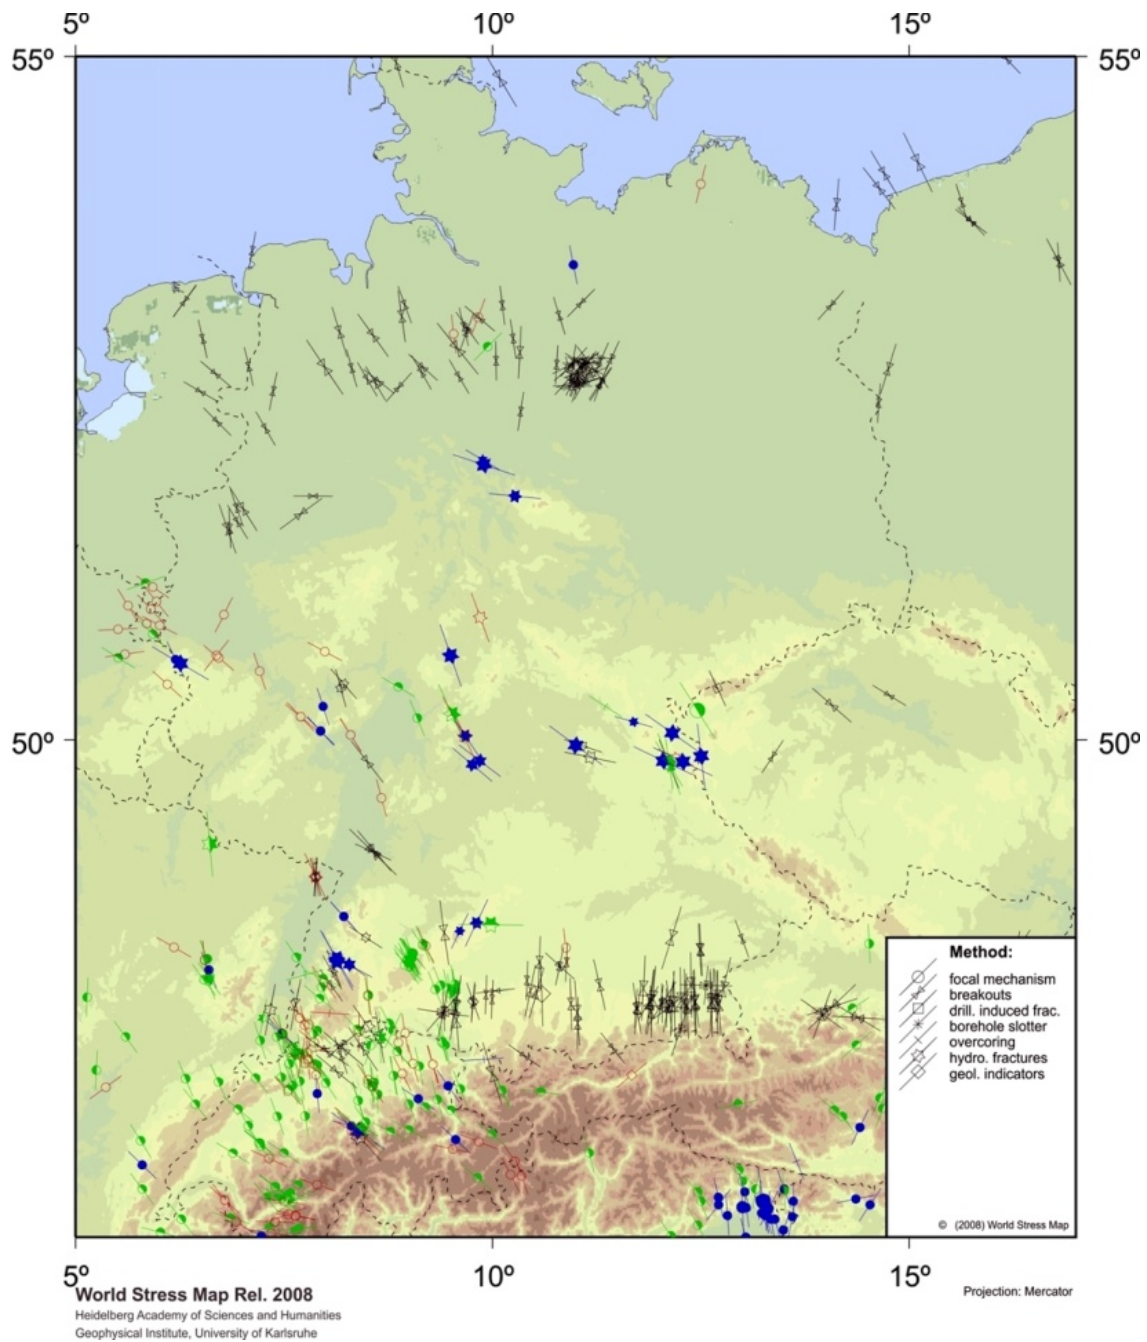 5º 10º 15º
55º 55º
50º 50º
Method:
focal mechanism
breakouts
drill. induced frac.
borehole slotter
overcoring
hydro. fractures
geol. indicators
© (2008) World Stress Map
5º 10º 15º
World Stress Map Rel. 2008
Projection: Mercator
Heidelberg Academy of Sciences and Humanities
Geophysical Institute, University of Karlsruhe